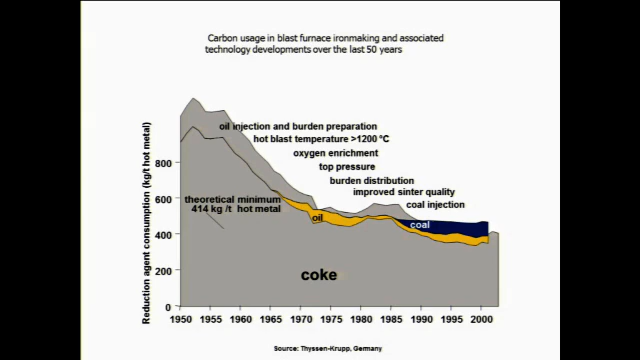 Carbon usage in blast furnace ironmaking and associated
technology developments over the last 50 years
oil injection and burden preparation
hot blast temperature >1200 °C
oxygen enrichment
top pressure
burden distribution
improved sinter quality
coal injection
theoretical minimum
414 kg /t hot metal
oil
coal
coke
Reduction agent consumption (kg/t hot metal)
800
600
400
200
0
1950 1955 1960 1965 1970 1975 1980 1985 1990 1995 2000
Source: Thyssen-Krupp, Germany